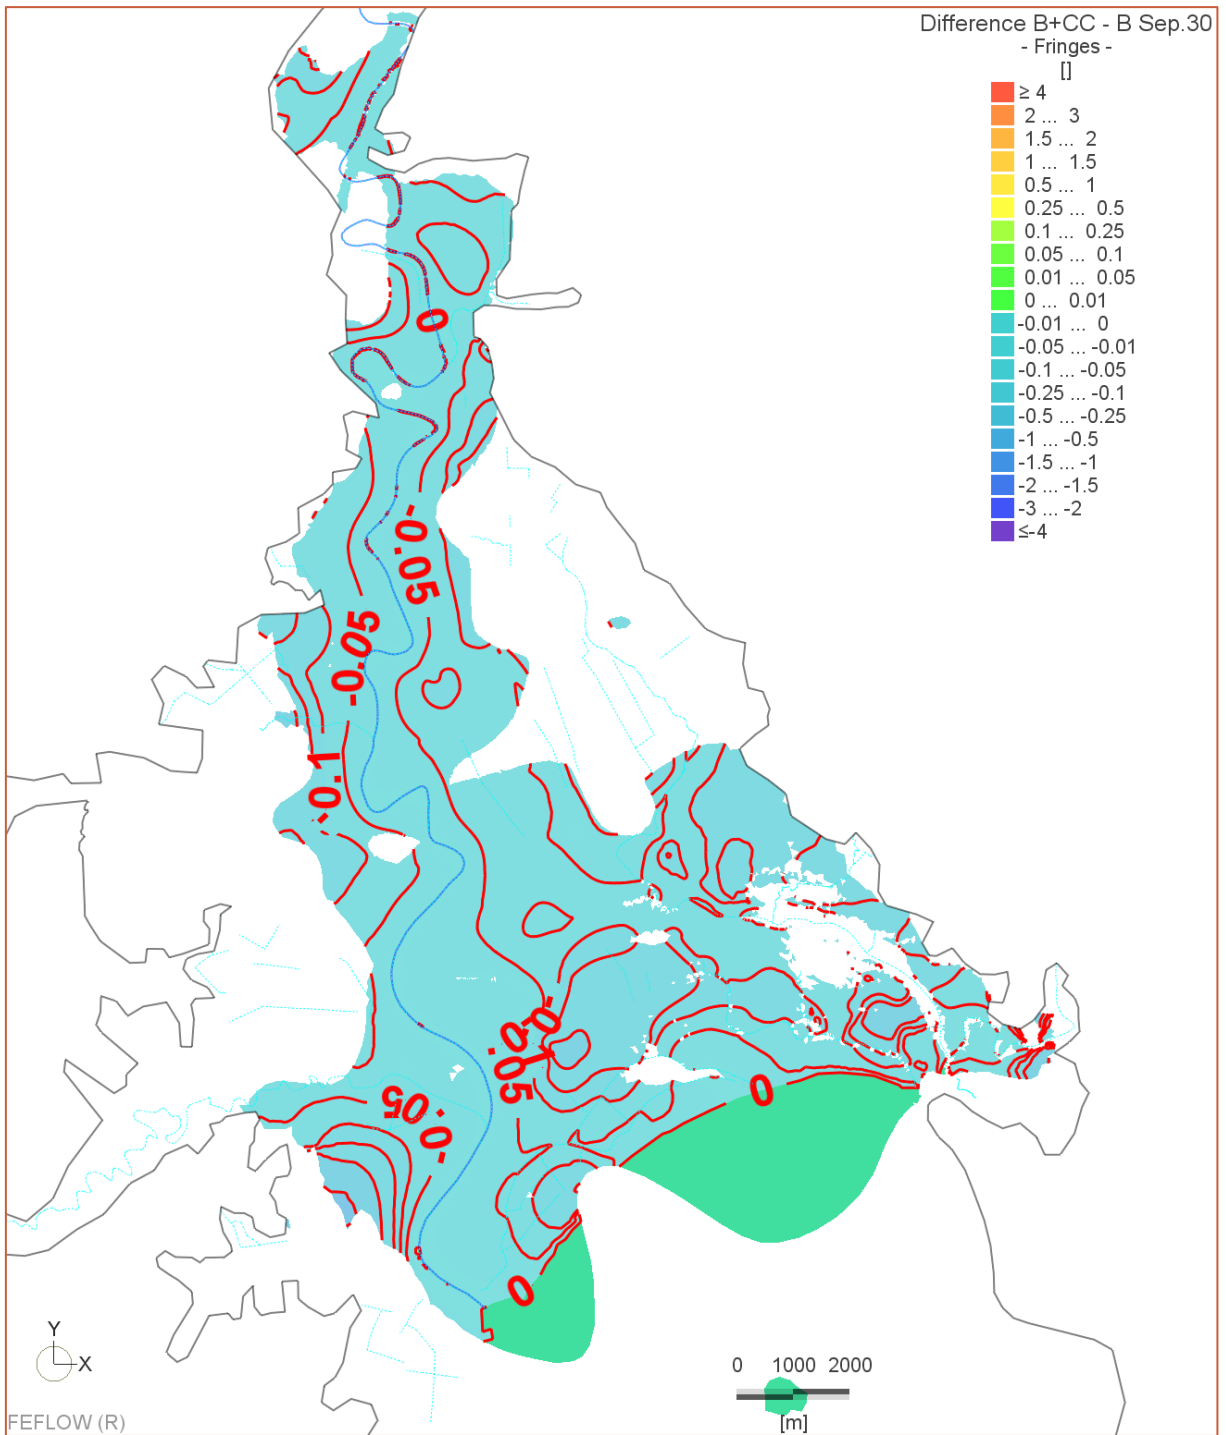 Difference B+CC - B Sep.30
- Fringes -
[]
≥ 4
2 ... 3
1.5 ... 2
1 ... 1.5
0.5 ... 1
0.25 ... 0.5
0.1 ... 0.25
0.05 ... 0.1
0.01 ... 0.05
0 ... 0.01
-0.01 ... 0
-0.05 ... -0.01
-0.1 ... -0.05
-0.25 ... -0.1
-0.5 ... -0.25
-1 ... -0.5
-1.5 ... -1
-2 ... -1.5
-3 ... -2
≤-4
0
-0.05
-0.05
-0.1
-0.1
-0.05
0
-0.05
0
Y
X
0 1000 2000
[m]
FEFLOW (R)